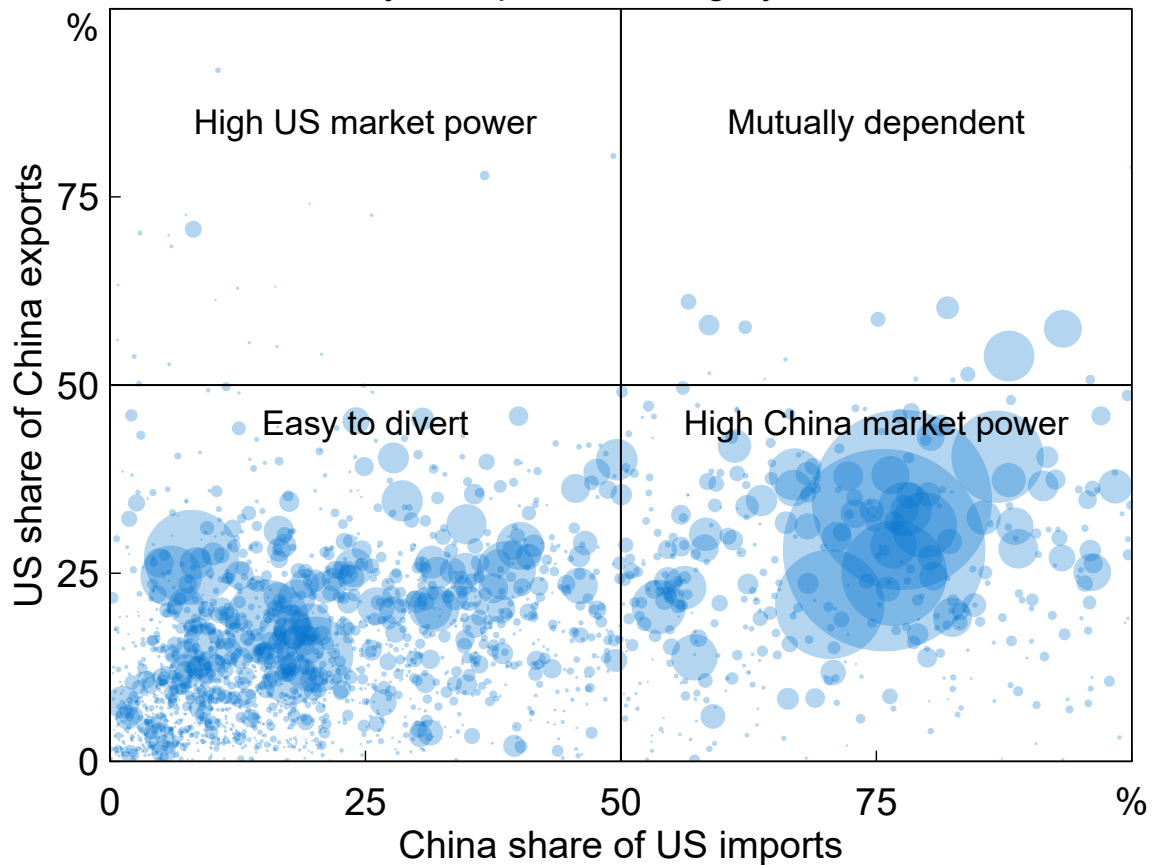 %
High US market power
Mutually dependent
75
US share of China exports
50
Easy to divert
High China market power
25
0
0
25
50
75
%
China share of US imports